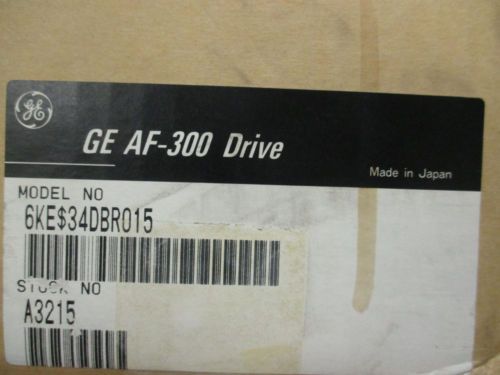 GE
GE AF-300 Drive
Made in Japan
MODEL NO
6KE$34DBR015
STOCK NO
A3215